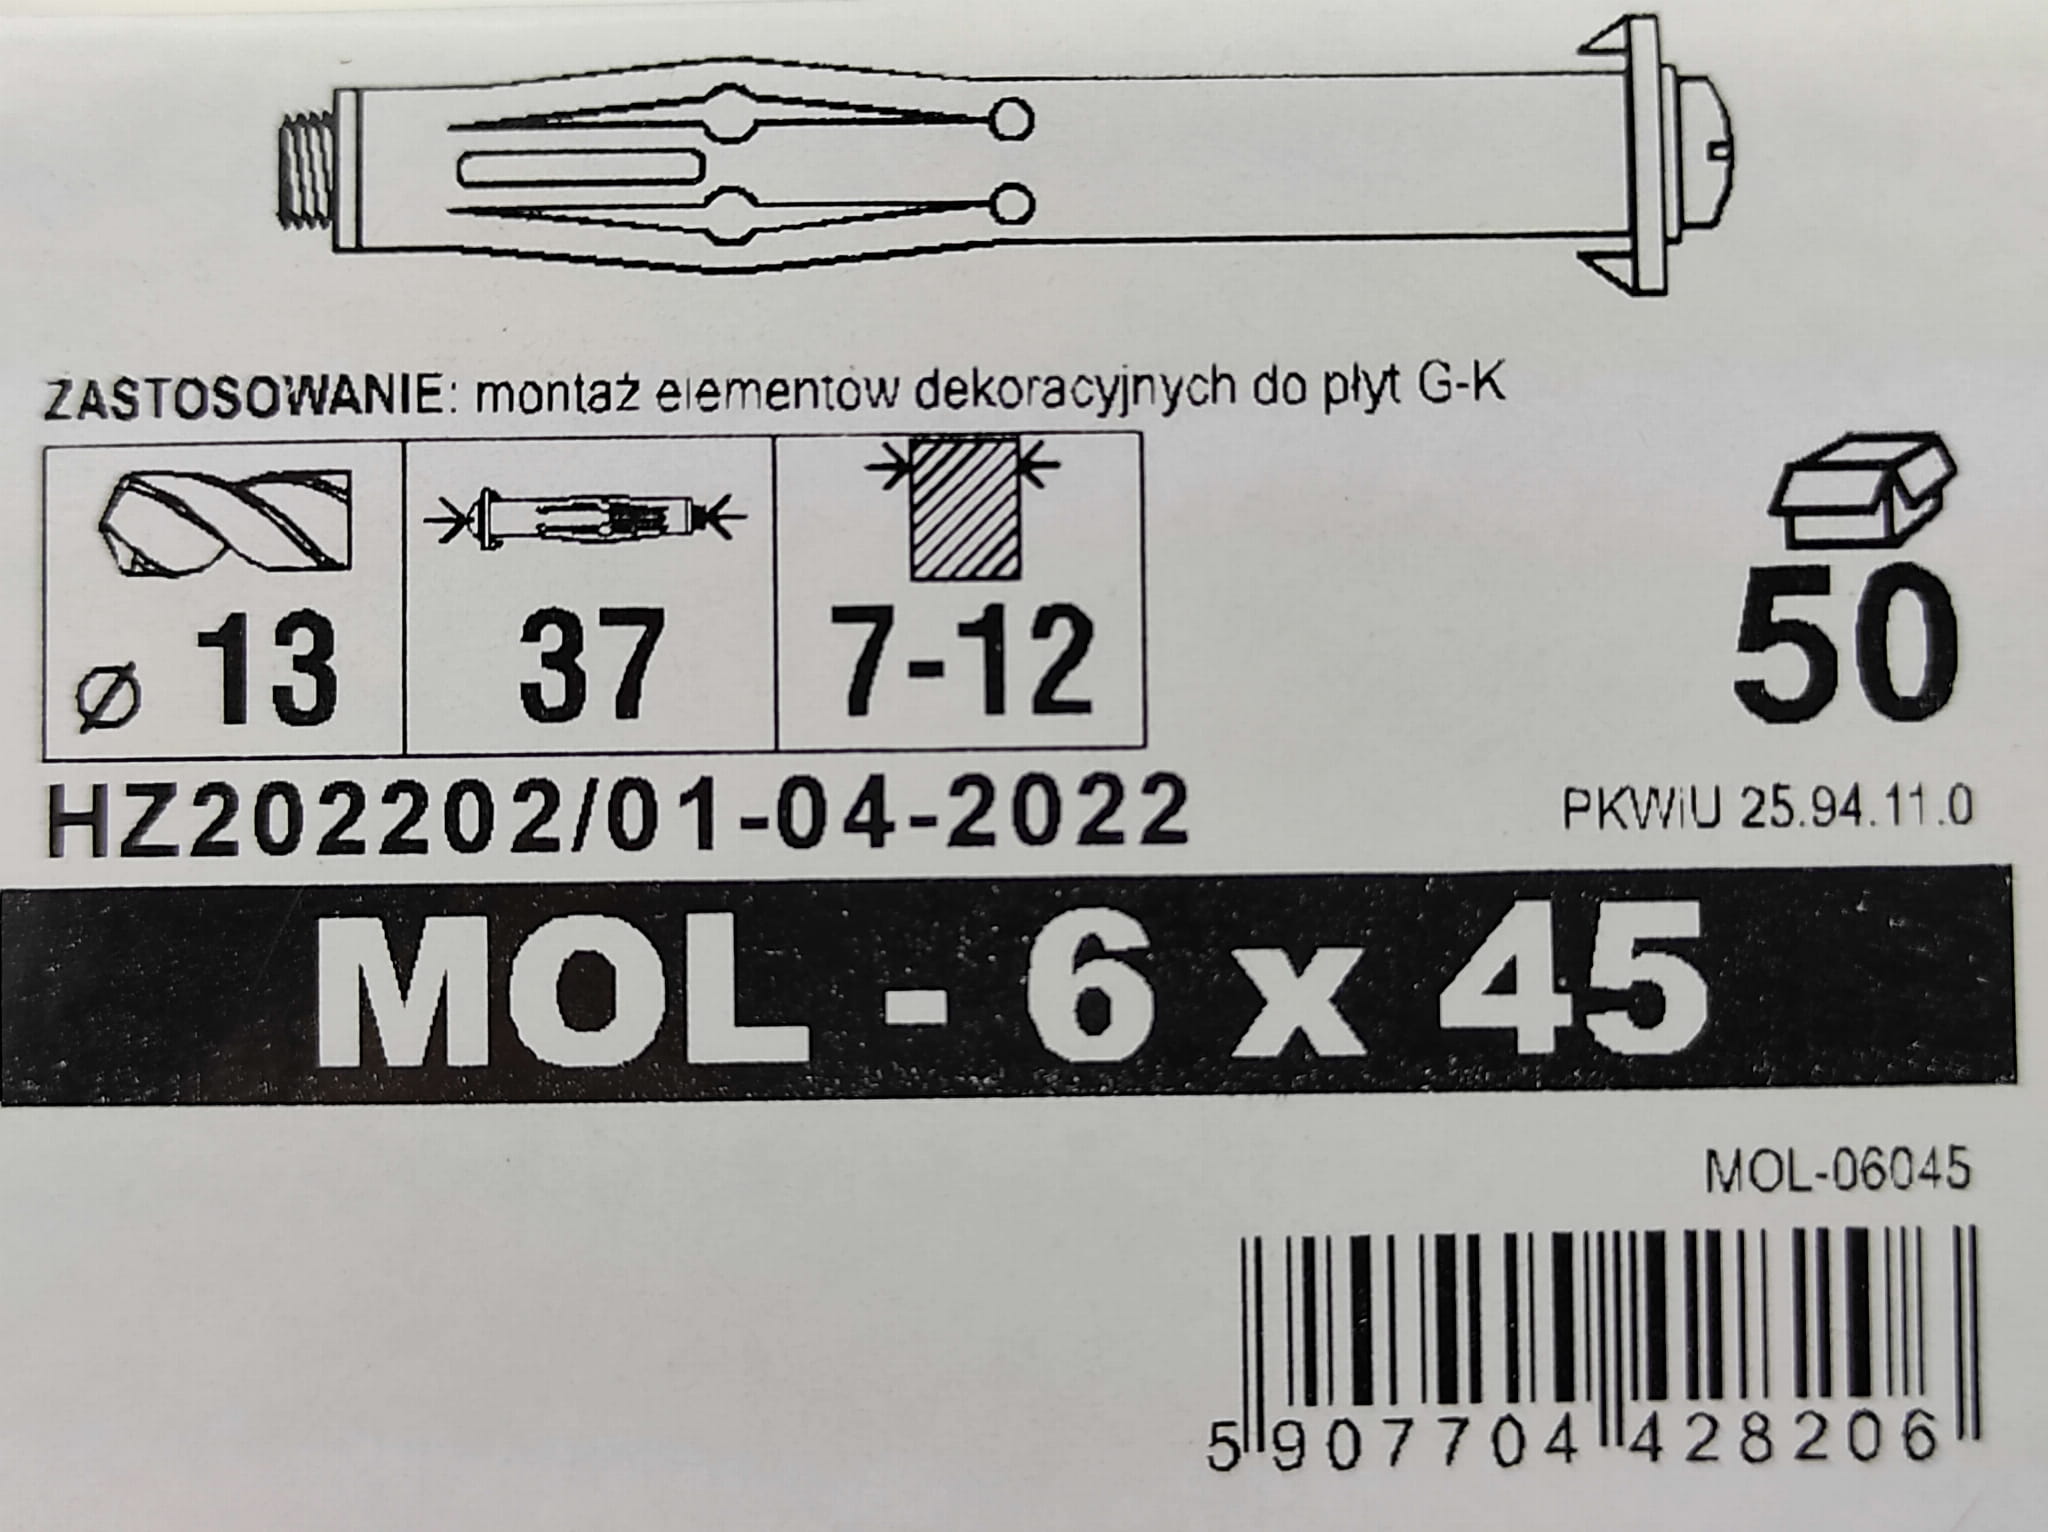 ZASTOSOWANIE: montaż elementów dekoracyjnych do płyt G-K
ø 13 37 7-12 50
HZ202202/01-04-2022 PKWiU 25.94.11.0
MOL - 6 x 45
MOL-06045
5 907704 428206